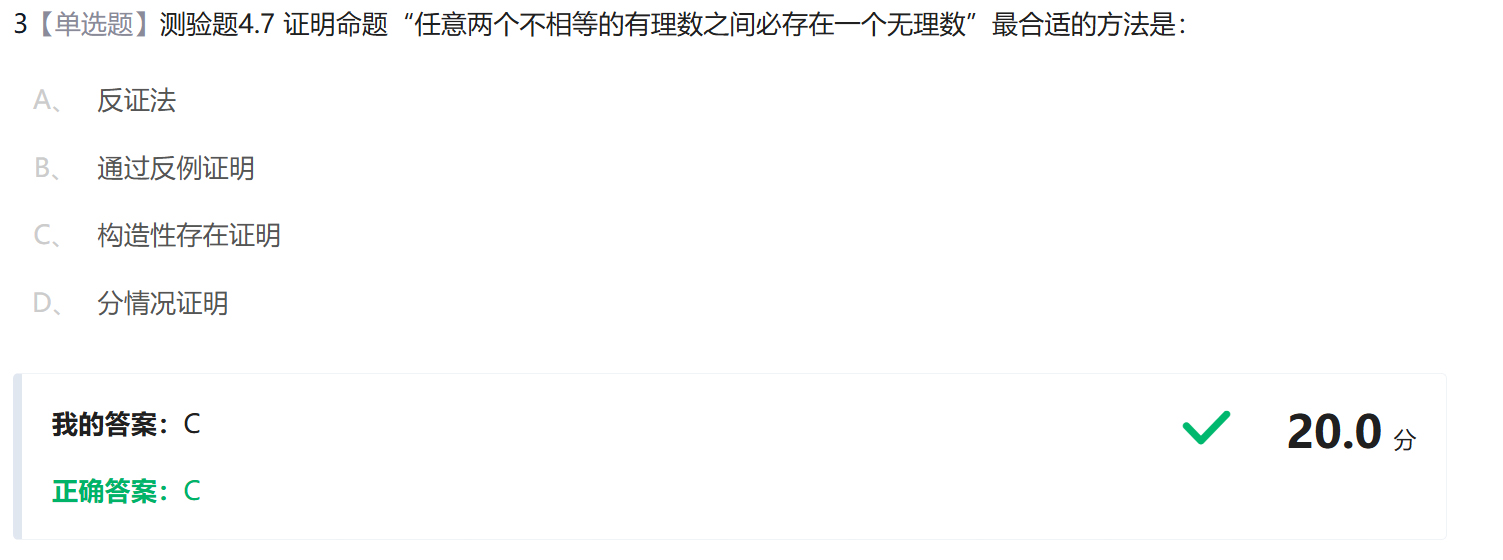 3【单选题】测验题4.7 证明命题“任意两个不相等的有理数之间必存在一个无理数”最合适的方法是：
A、 反证法
B、 通过反例证明
C、 构造性存在证明
D、 分情况证明
我的答案：C 20.0 分
正确答案：C